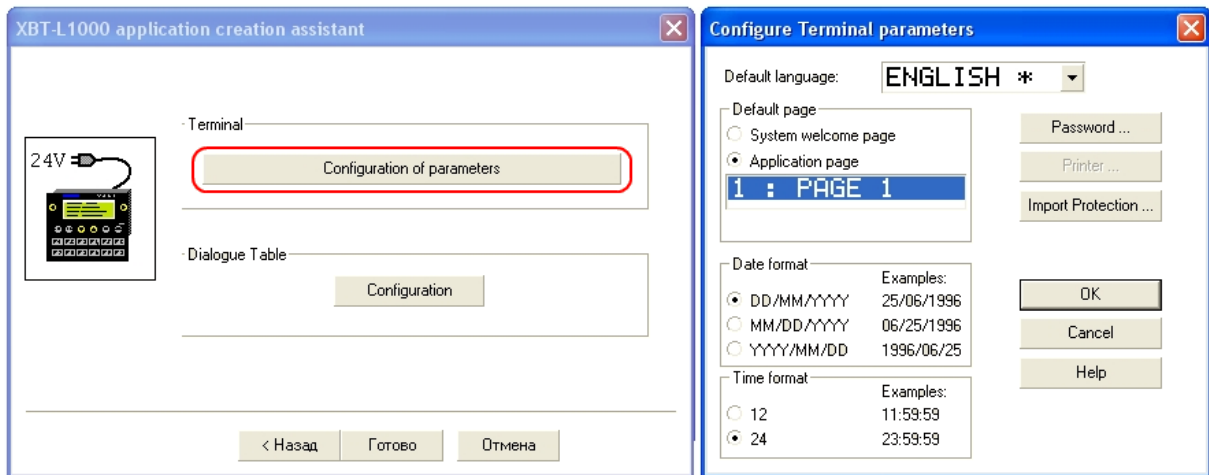 XBT-L1000 application creation assistant
Terminal
Configuration of parameters
24V
Dialogue Table
Configuration
< Назад
Готово
Отмена
Configure Terminal parameters
Default language:
ENGLISH *
Default page
System welcome page
Application page
1 : PAGE 1
Password ...
Printer ...
Import Protection ...
Date format
Examples:
DD/MM/YYYY 25/06/1996
MM/DD/YYYY 06/25/1996
YYYY/MM/DD 1996/06/25
OK
Cancel
Help
Time format
Examples:
12 11:59:59
24 23:59:59